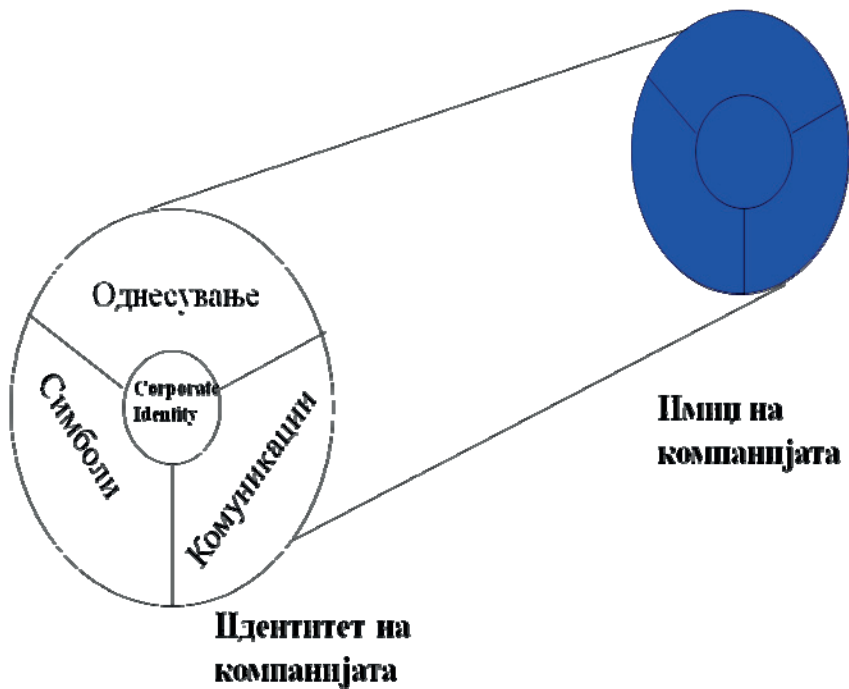 Однесување
Симболи
Corporate
Identity
Комуникации
Имиџ на
компанијата
Идентитет на
компанијата